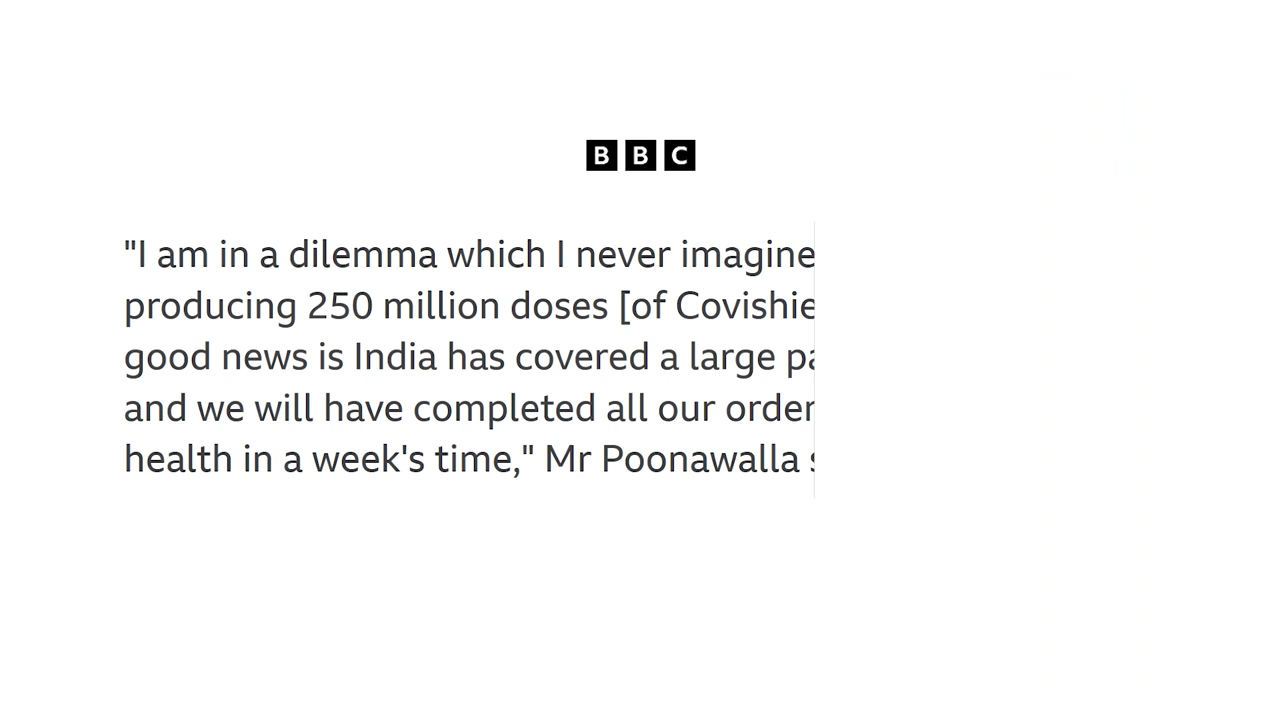 BBC
"I am in a dilemma which I never imagine
producing 250 million doses [of Covishie
good news is India has covered a large pa
and we will have completed all our order
health in a week's time," Mr Poonawalla